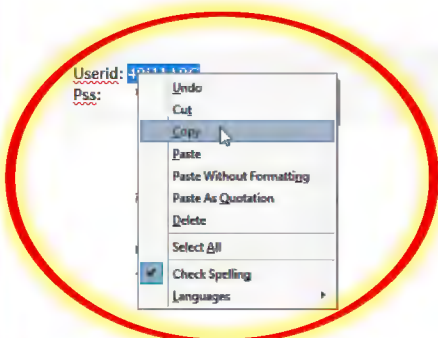 Userid:
Pss:
Undo
Cut
Copy
Paste
Paste Without Formatting
Paste As Quotation
Delete
Select All
Check Spelling
Languages